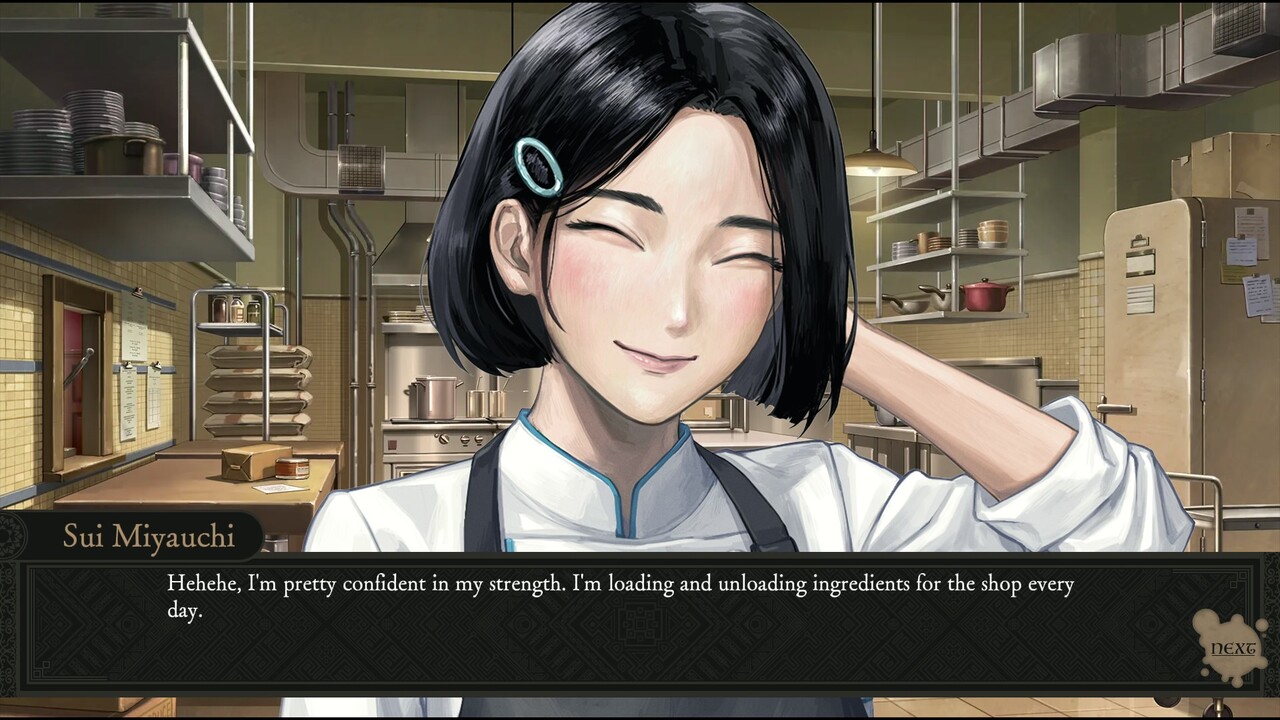 Sui Miyauchi
Hehehe, I'm pretty confident in my strength. I'm loading and unloading ingredients for the shop every
day.
NEXT